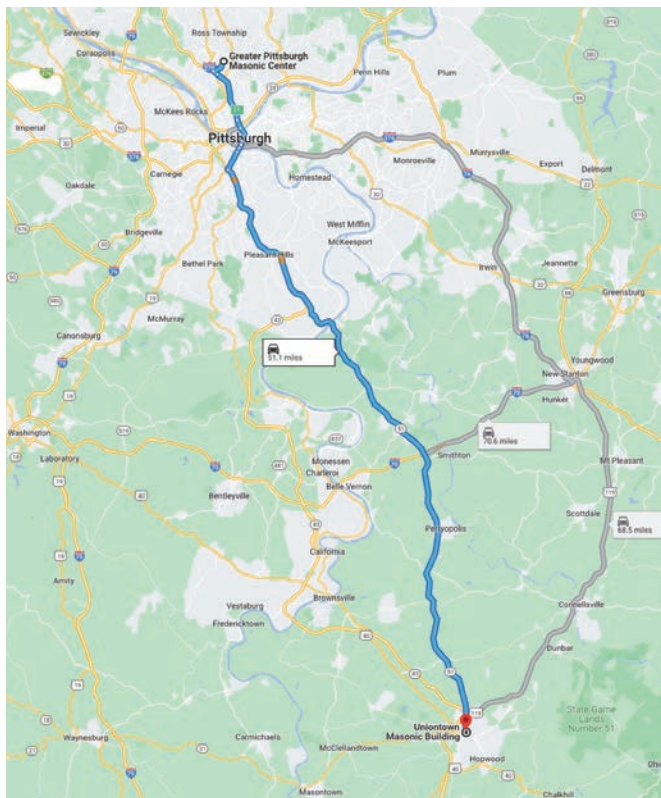 Sewickley
Ross Township
Coraopolis
Greater Pittsburgh
Masonic Center
Penn Hills
Plum
McKees Rocks
Imperial
Pittsburgh
Murrysville
Monroeville
Export
Delmont
Carnegie
Homestead
Oakdale
West Mifflin
Bridgeville
McKeesport
Pleasant Hills
Bethel Park
Irwin
Jeannette
Greensburg
McMurray
Canonsburg
51.1 miles
Youngwood
New Stanton
Hunker
Washington
70.6 miles
Laboratory
Smithton
Monessen
Charleroi
Mt Pleasant
Belle Vernon
Bentleyville
Scottdale
68.5 miles
Perryopolis
California
Amity
Brownsville
Connellsville
Vestaburg
Fredericktown
Dunbar
State Game
Lands
Number 51
Uniontown
Masonic Building
Waynesburg
Carmichaels
McClellandtown
Hopwood
Masontown
Chalkhill